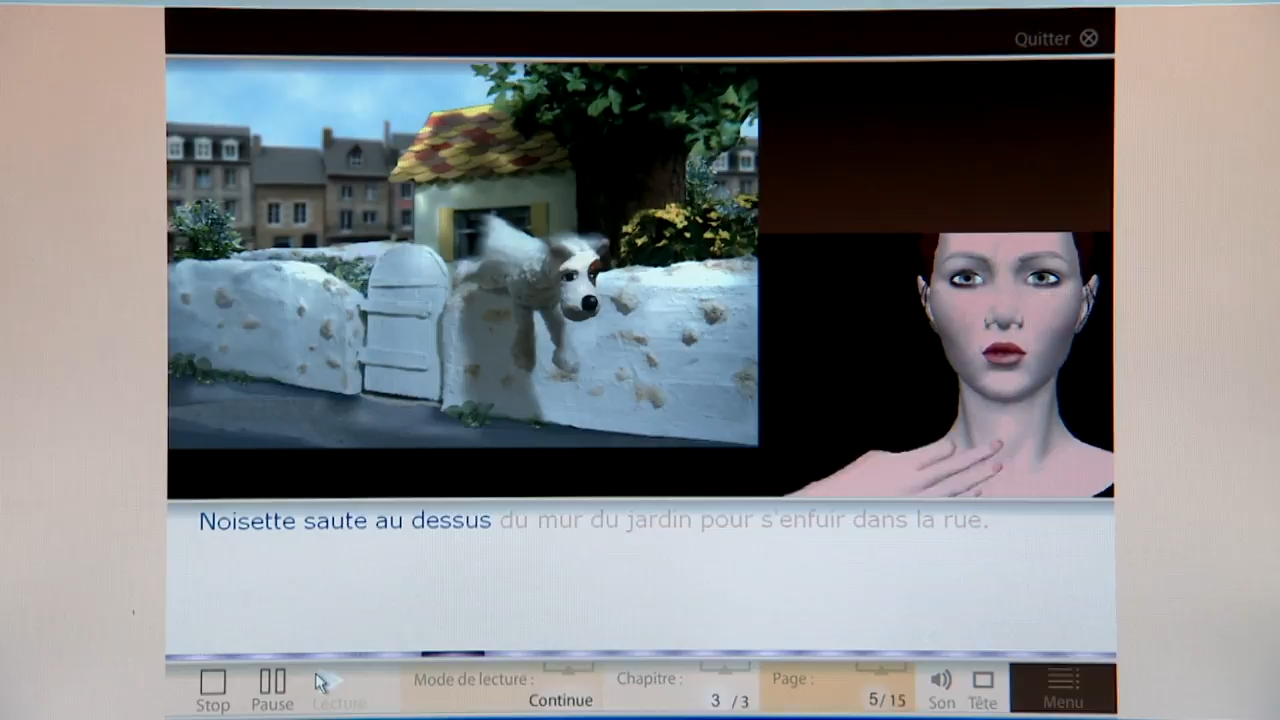 Quitter
Noisette saute au dessus du mur du jardin pour s'enfuir dans la rue.
Stop
Pause
Lecture
Mode de lecture :
Continue
Chapitre :
3 /3
Page :
5/15
Son
Tête
Menu